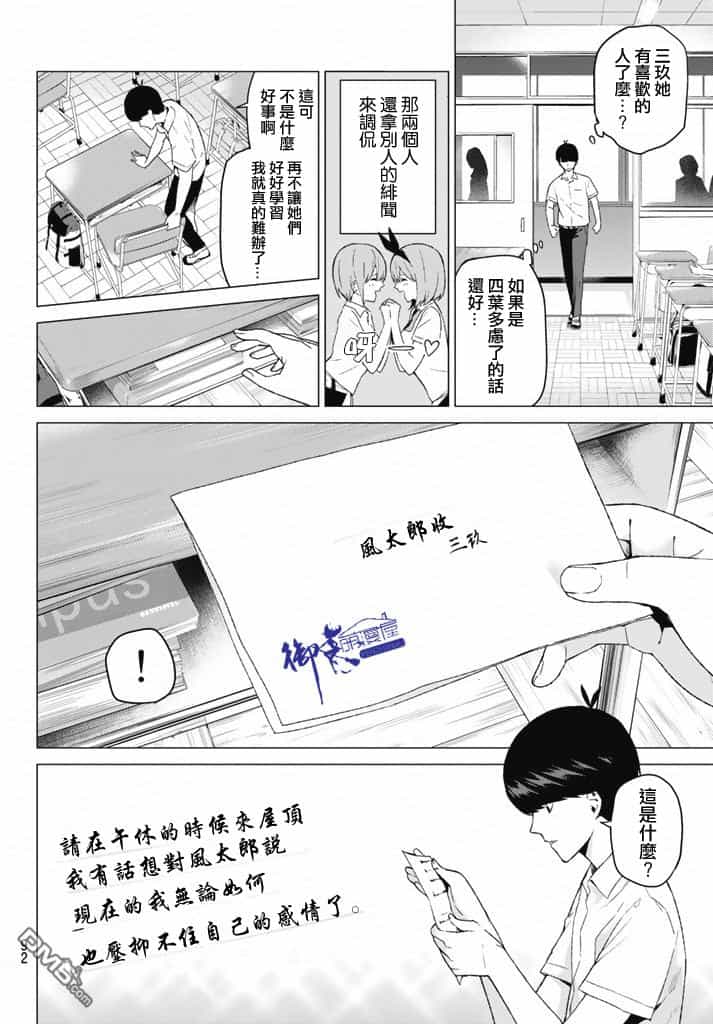 三玖她
有喜歡的
人了麼…?
如果是
四葉多慮了的話
還好…
那兩個人
還拿別人的緋聞
來調侃
呀ー♡
這可
不是什麼
好事啊
再不讓她們
好好學習
我就真的難辦了…
風太郎收
三玖
pus
御宅
!
這是什麼?
請在午休的時候來屋頂
我有話想對風太郎說
現在的我無論如何
也壓抑不住自己的感情了。
32